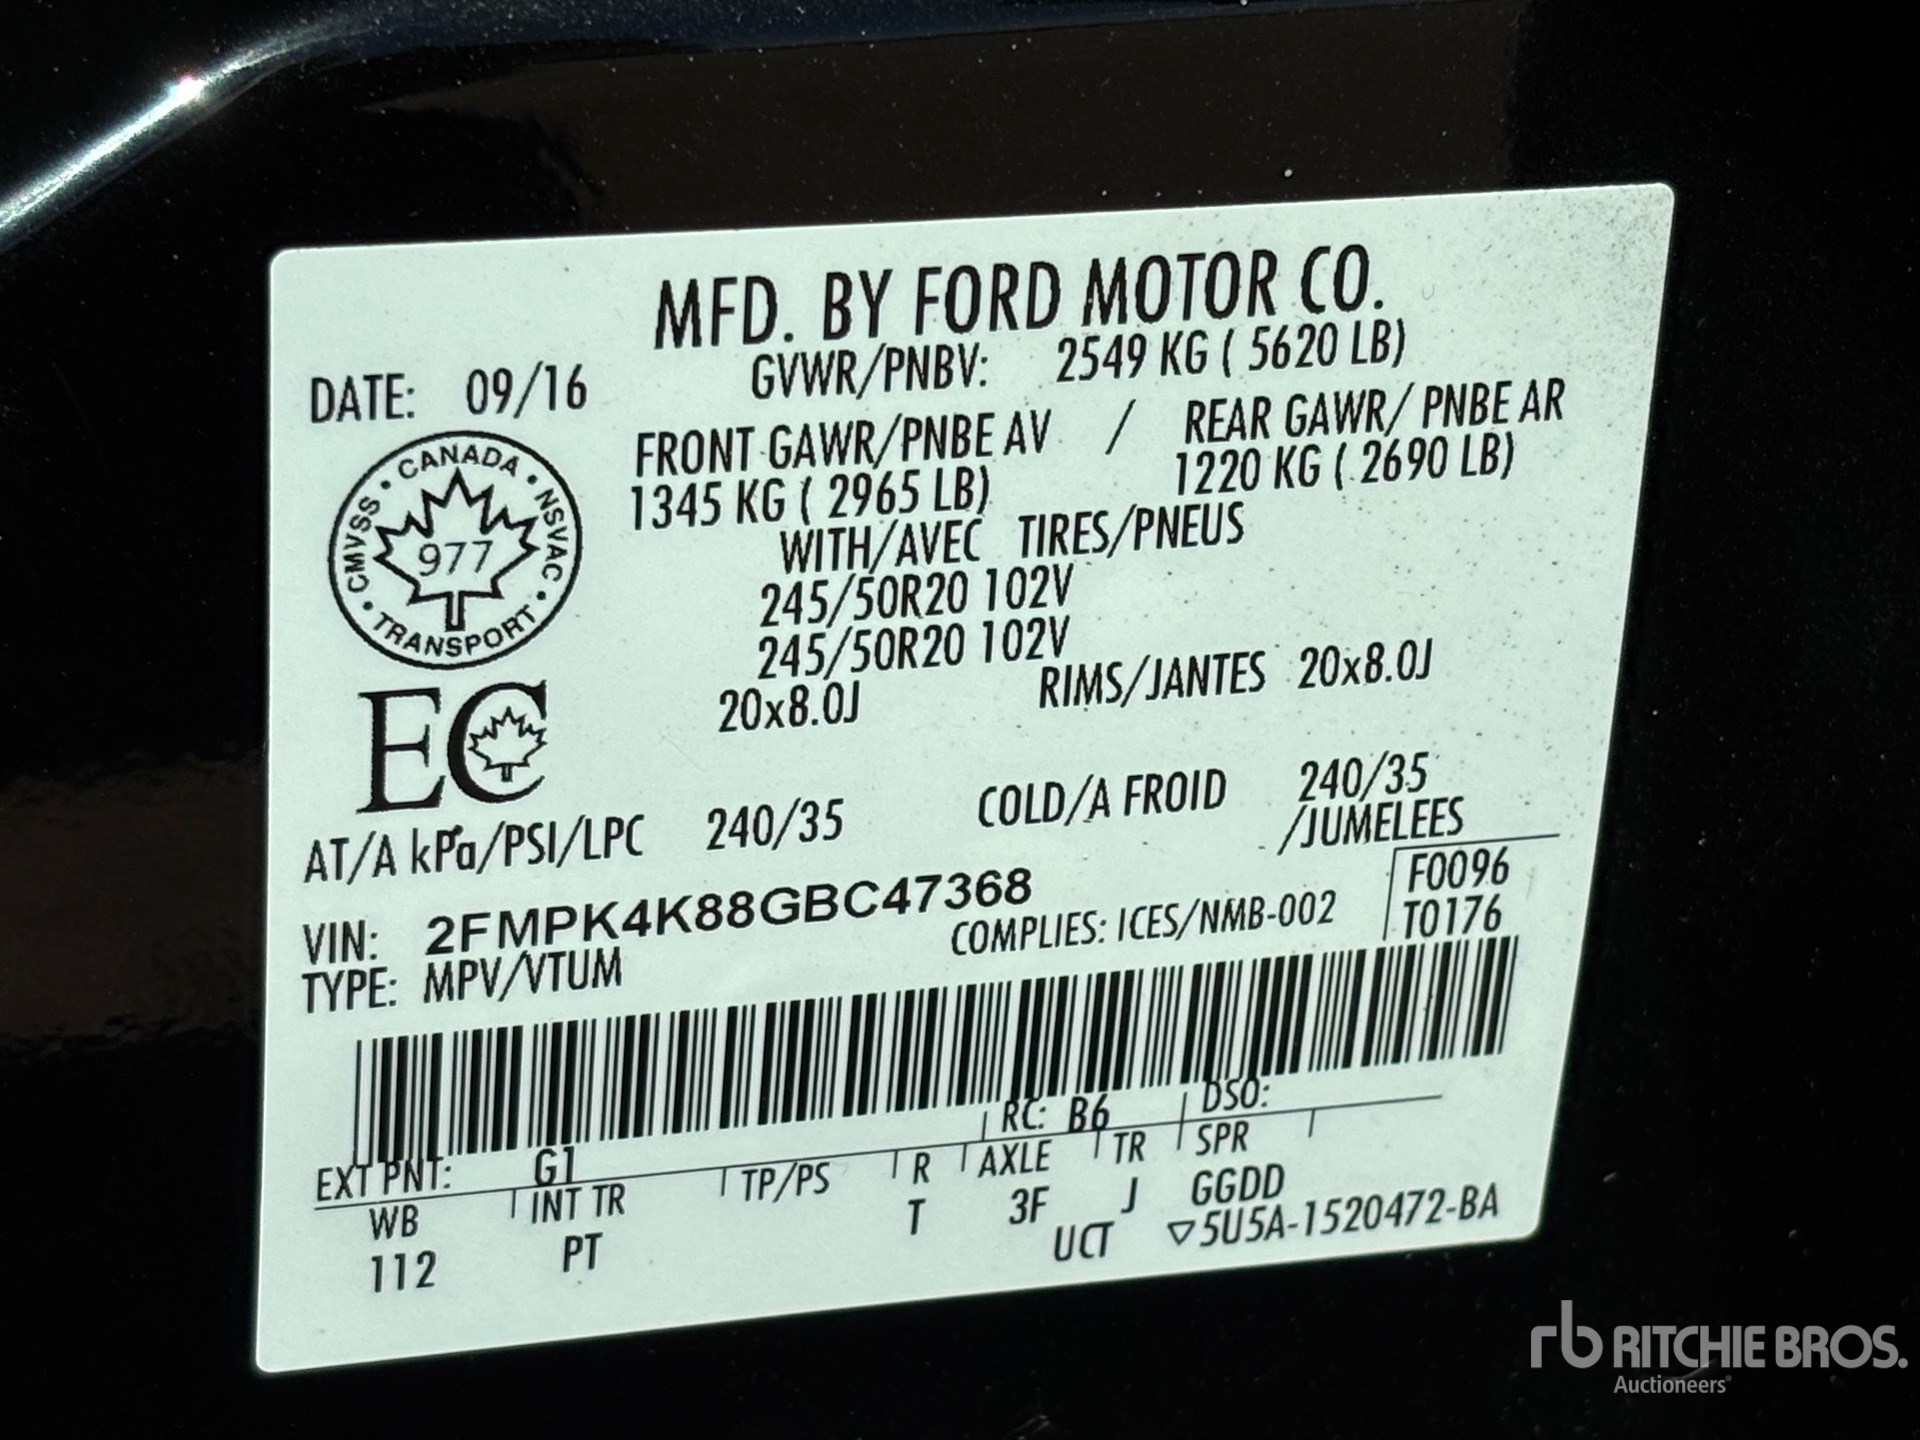 MFD. BY FORD MOTOR CO.
DATE: 09/16
GVWR/PNBV: 2549 KG ( 5620 LB)
FRONT GAWR/PNBE AV / REAR GAWR/ PNBE AR
1345 KG ( 2965 LB) 1220 KG ( 2690 LB)
WITH/AVEC TIRES/PNEUS
245/50R20 102V
245/50R20 102V
20x8.0J RIMS/JANTES 20x8.0J
CMVSS • CANADA • NSVAC • TRANSPORT •
977
EC
AT/A kPa/PSI/LPC 240/35 COLD/A FROID 240/35
/JUMELEES
VIN: 2FMPK4K88GBC47368
COMPLIES: ICES/NMB-002
F0096
T0176
TYPE: MPV/VTUM
EXT PNT: G1 RC: B6 DSO:
WB INT TR TP/PS R AXLE TR SPR
112 PT T 3F J GGDD
UCT ▽5U5A-1520472-BA
rb RITCHIE BROS.
Auctioneers®